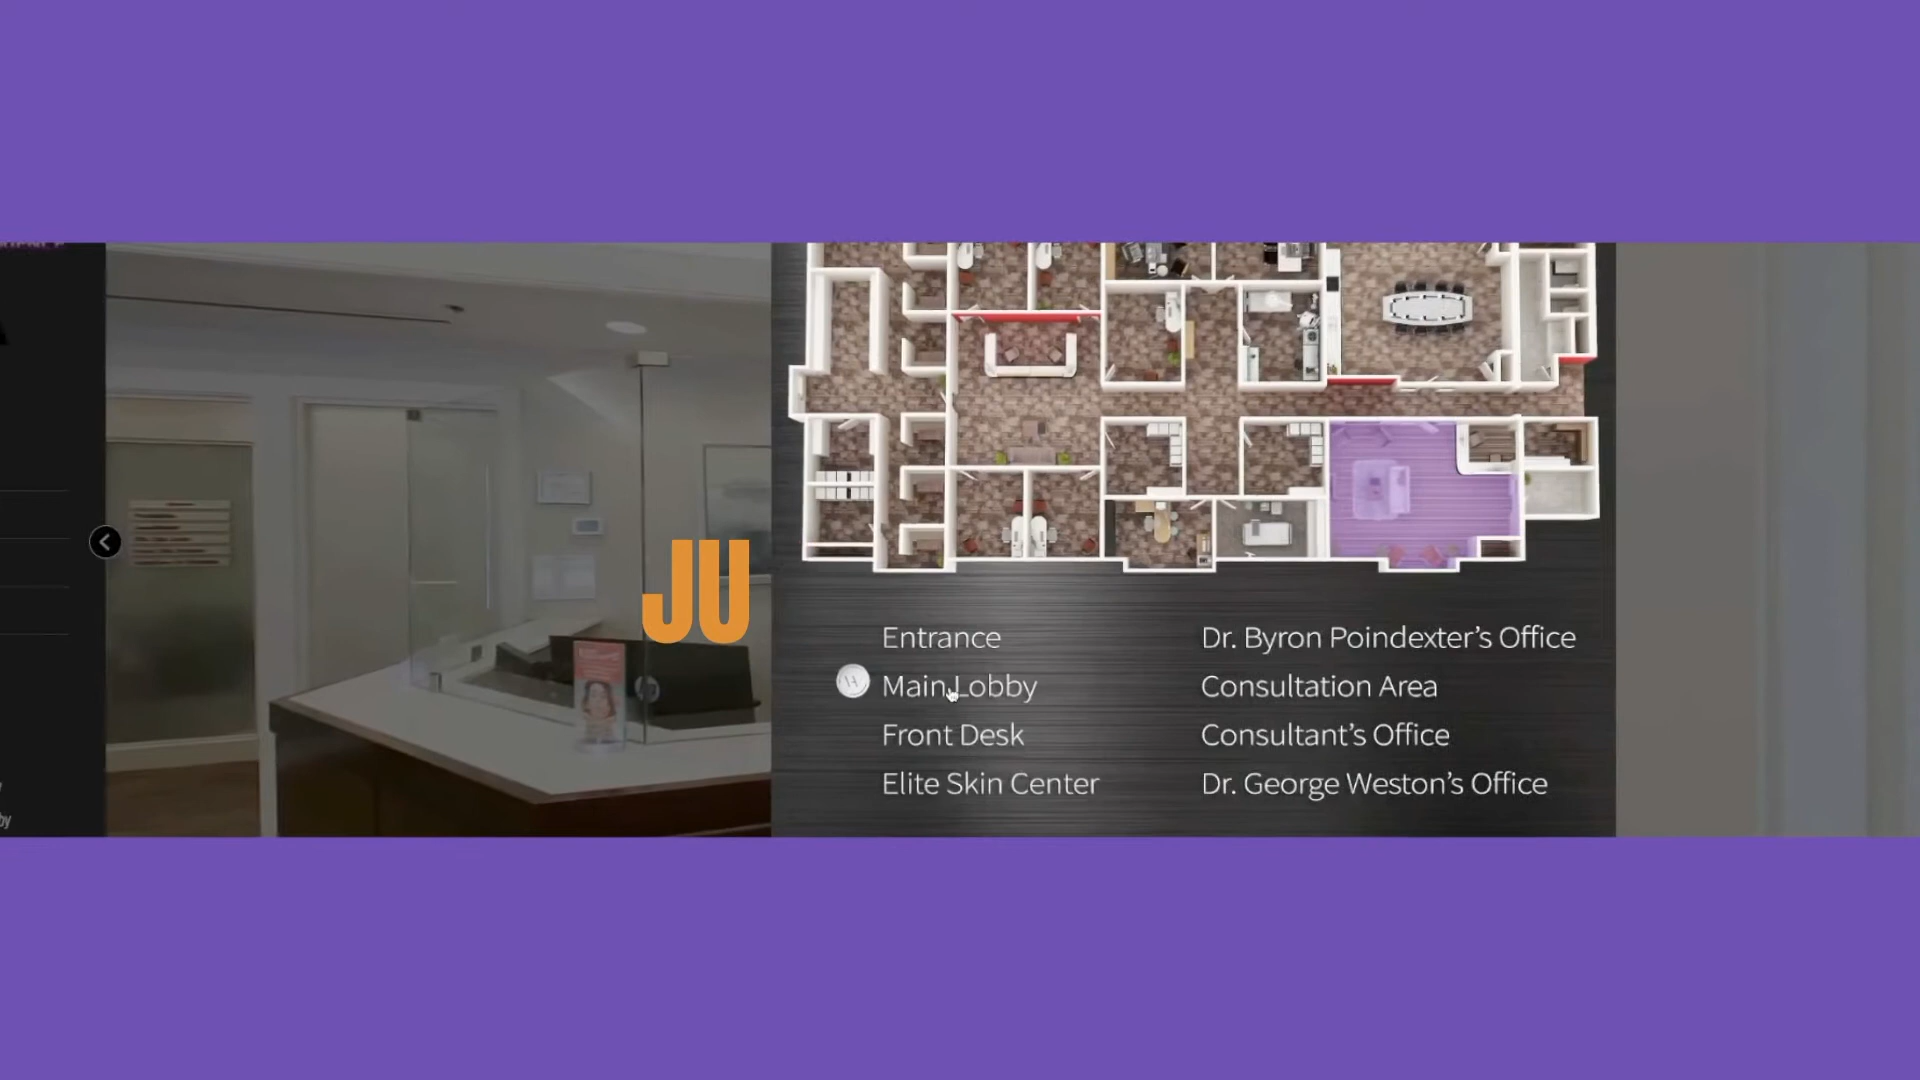 JU
Entrance
Main Lobby
Front Desk
Elite Skin Center
Dr. Byron Poindexter's Office
Consultation Area
Consultant's Office
Dr. George Weston's Office